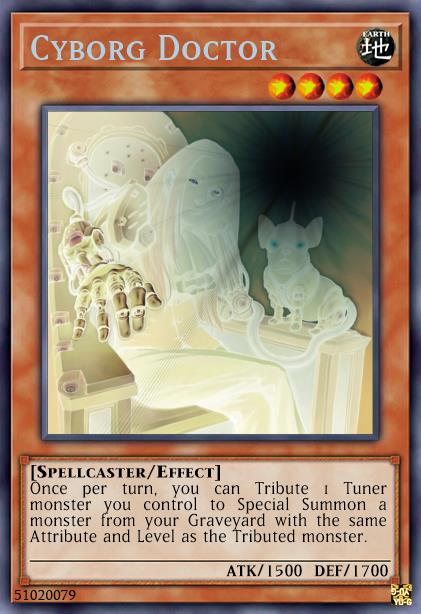 CYBORG DOCTOR
EARTH
地
[SPELLCASTER/EFFECT]
Once per turn, you can Tribute 1 Tuner
monster you control to Special Summon a
monster from your Graveyard with the same
Attribute and Level as the Tributed monster.
ATK/1500 DEF/1700
51020079